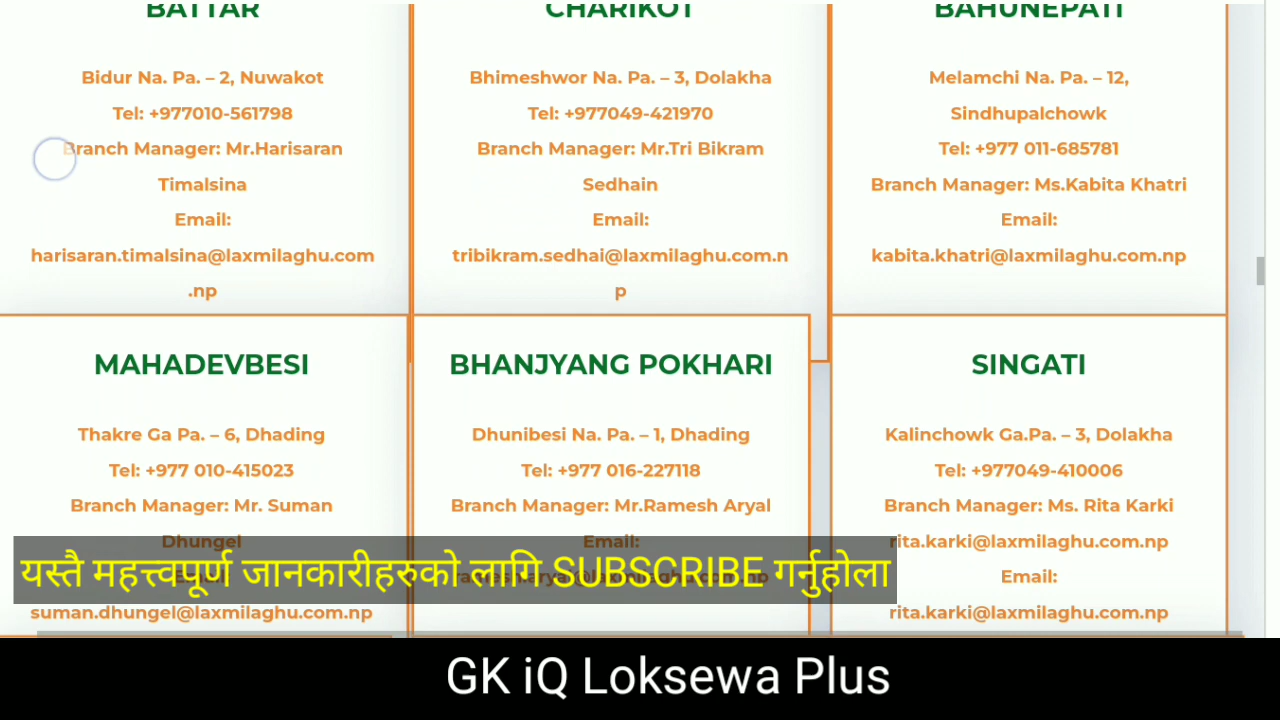 BATTAR
Bidur Na. Pa. – 2, Nuwakot
Tel: +977010-561798
Branch Manager: Mr.Harisaran
Timalsina
Email:
harisaran.timalsina@laxmilaghu.com
.np
CHARIKOT
Bhimeshwor Na. Pa. – 3, Dolakha
Tel: +977049-421970
Branch Manager: Mr.Tri Bikram
Sedhain
Email:
tribikram.sedhai@laxmilaghu.com.n
p
BAHUNEPATI
Melamchi Na. Pa. – 12,
Sindhupalchowk
Tel: +977 011-685781
Branch Manager: Ms.Kabita Khatri
Email:
kabita.khatri@laxmilaghu.com.np
MAHADEVBESI
Thakre Ga Pa. – 6, Dhading
Tel: +977 010-415023
Branch Manager: Mr. Suman
Dhungel
Email:
suman.dhungel@laxmilaghu.com.np
BHANJYANG POKHARI
Dhunibesi Na. Pa. – 1, Dhading
Tel: +977 016-227118
Branch Manager: Mr.Ramesh Aryal
Email:
SINGATI
Kalinchowk Ga.Pa. – 3, Dolakha
Tel: +977049-410006
Branch Manager: Ms. Rita Karki
rita.karki@laxmilaghu.com.np
Email:
rita.karki@laxmilaghu.com.np
यस्तै महत्त्वपूर्ण जानकारीहरुको लागि SUBSCRIBE गर्नुहोला
GK iQ Loksewa Plus